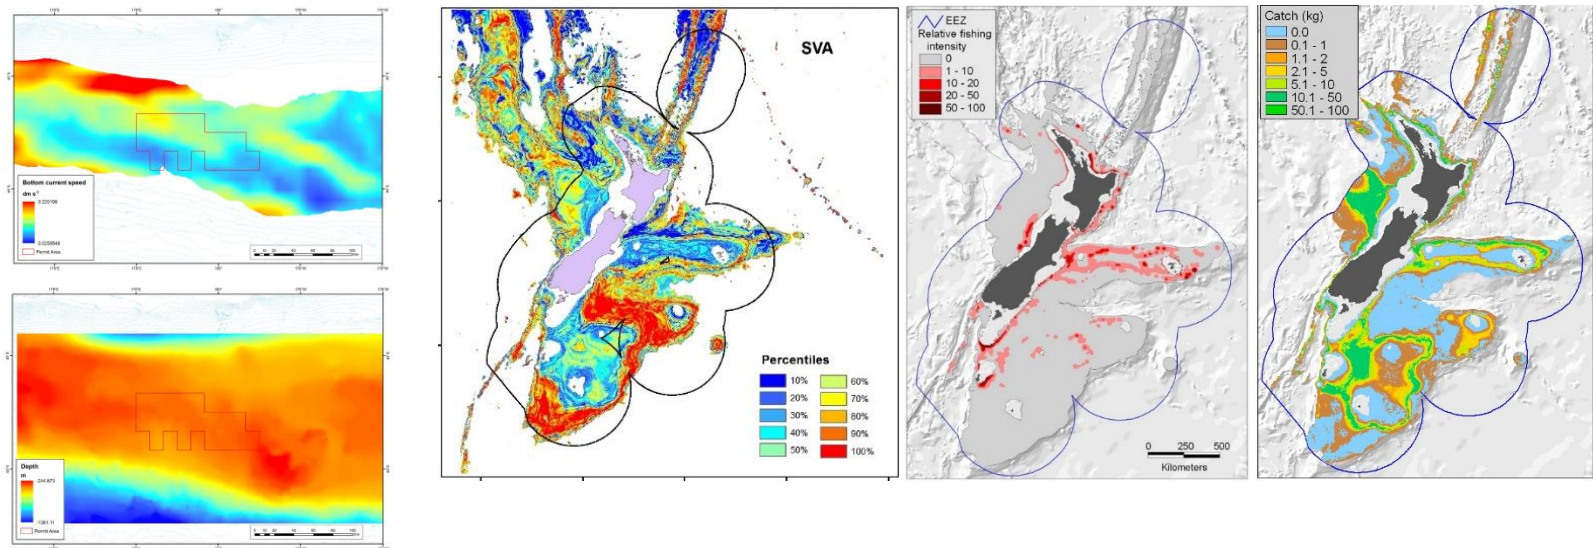 Bottom current speed
dm s⁻¹
Permit Area
Depth
m
Permit Area
SVA
Percentiles
10%
20%
30%
40%
50%
60%
70%
80%
90%
100%
EEZ
Relative fishing
intensity
0
1 - 10
10 - 20
20 - 50
50 - 100
0
250
500
Kilometers
Catch (kg)
0.0
0.1 - 1
1.1 - 2
2.1 - 5
5.1 - 10
10.1 - 50
50.1 - 100